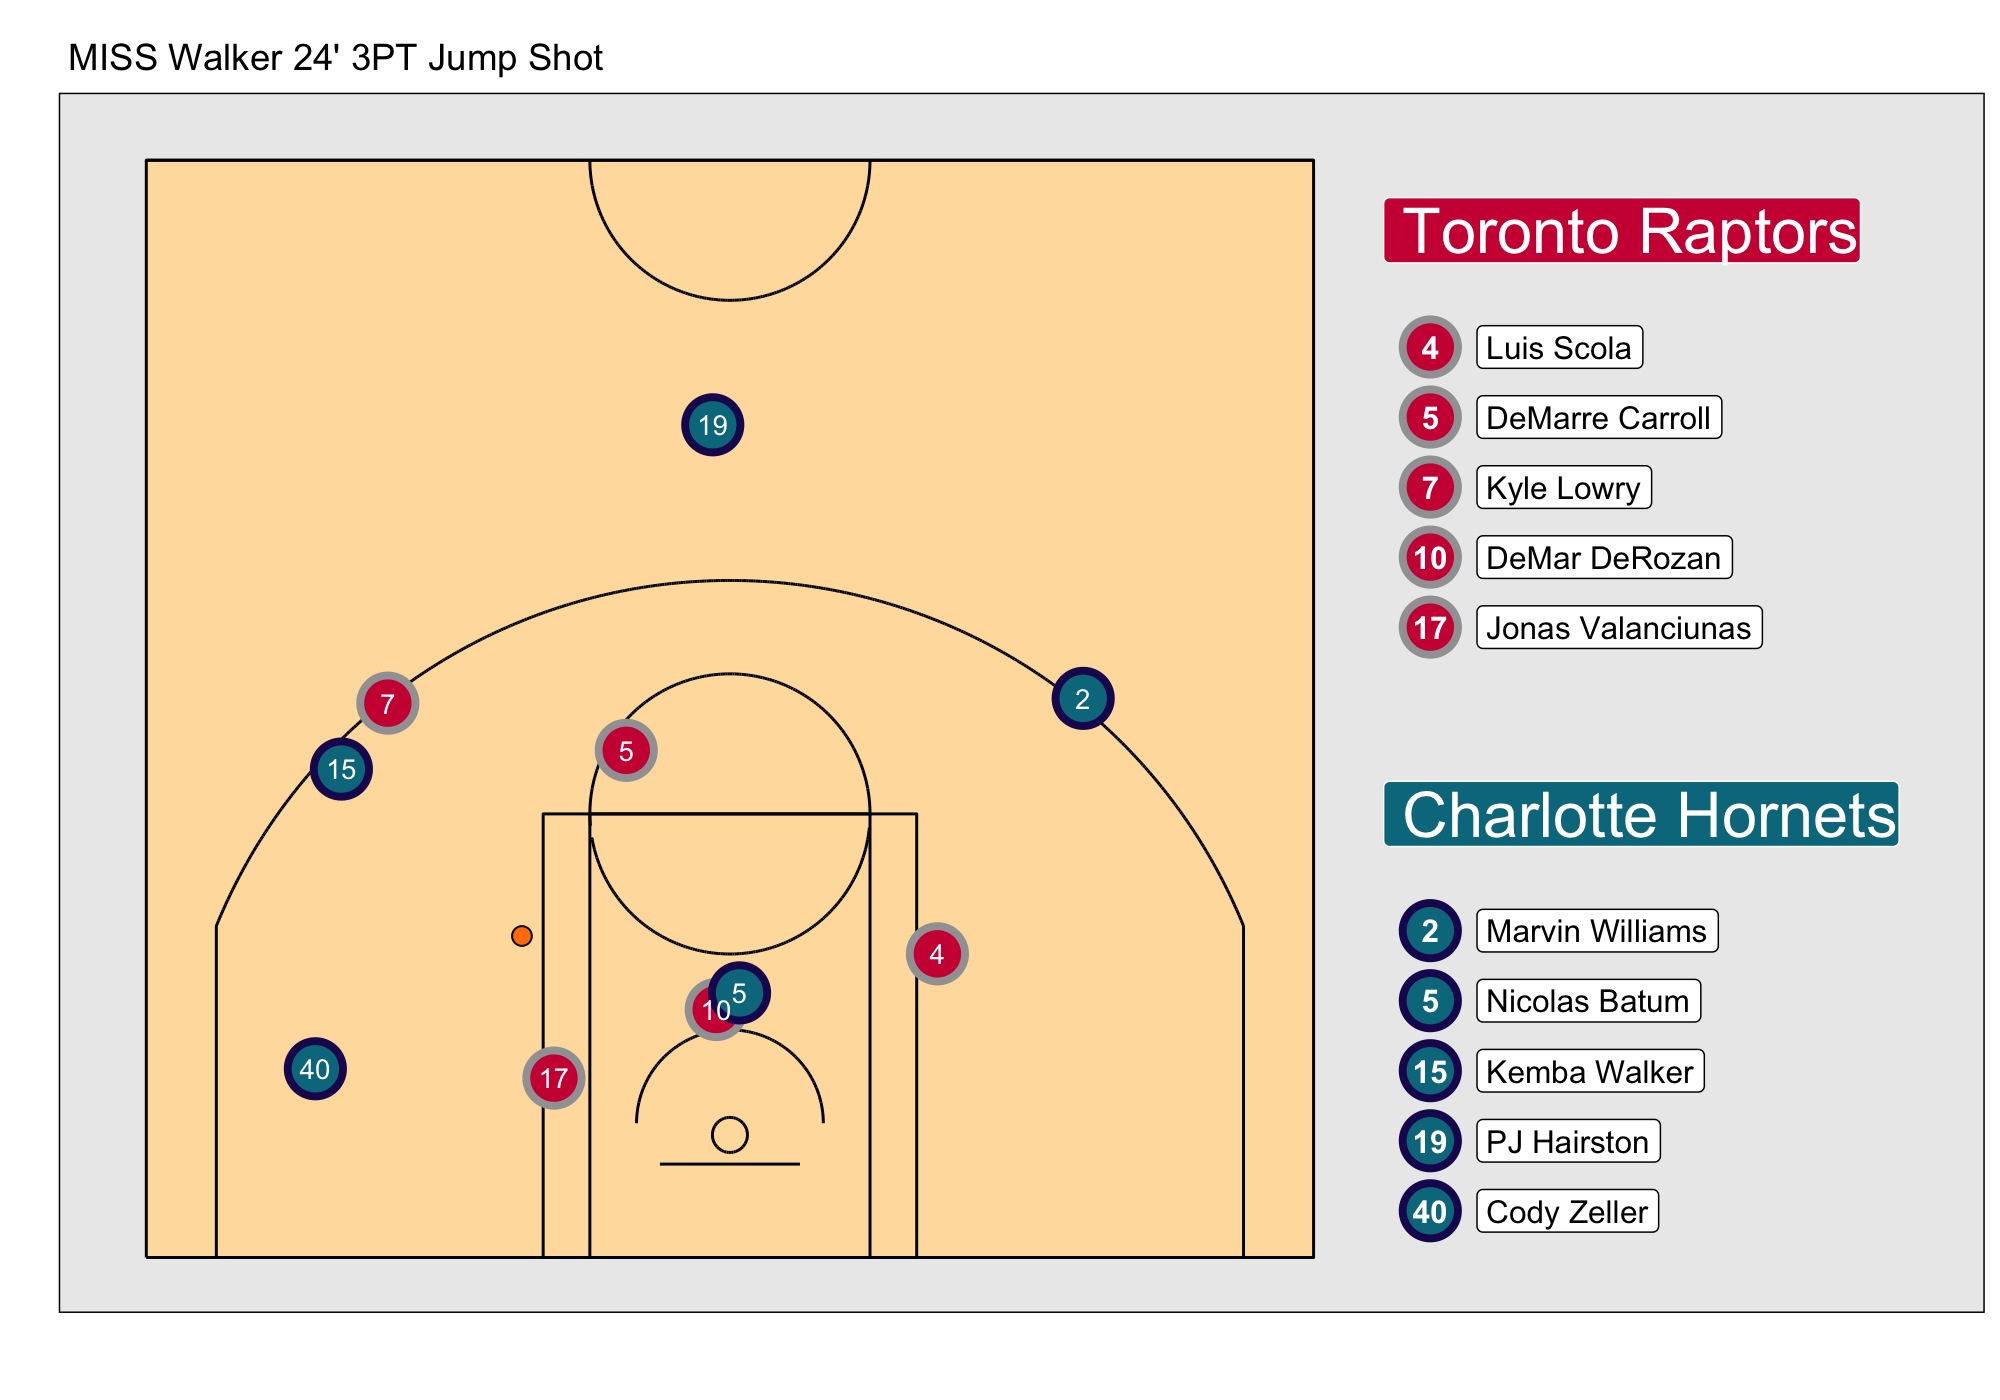 MISS Walker 24' 3PT Jump Shot
Toronto Raptors
4 Luis Scola
5 DeMarre Carroll
7 Kyle Lowry
10 DeMar DeRozan
17 Jonas Valanciunas
Charlotte Hornets
2 Marvin Williams
5 Nicolas Batum
15 Kemba Walker
19 PJ Hairston
40 Cody Zeller
19
7
2
5
15
4
5
10
40
17